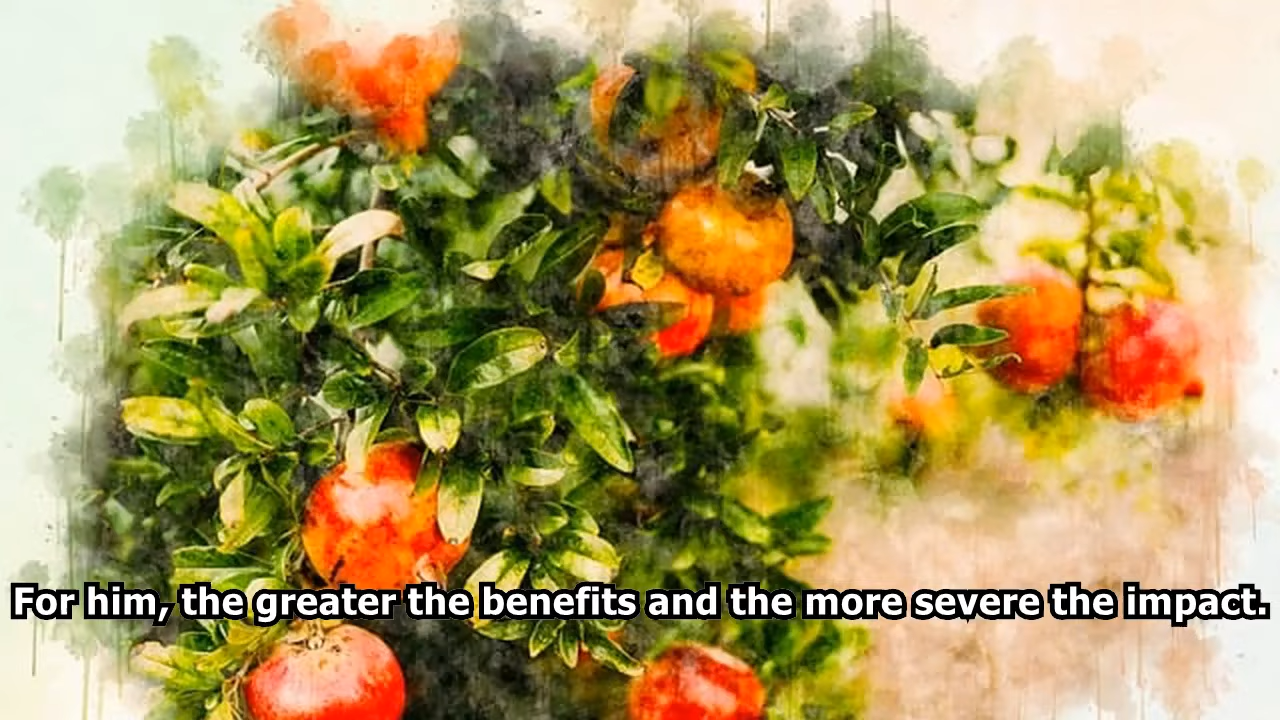 For him, the greater the benefits and the more severe the impact.